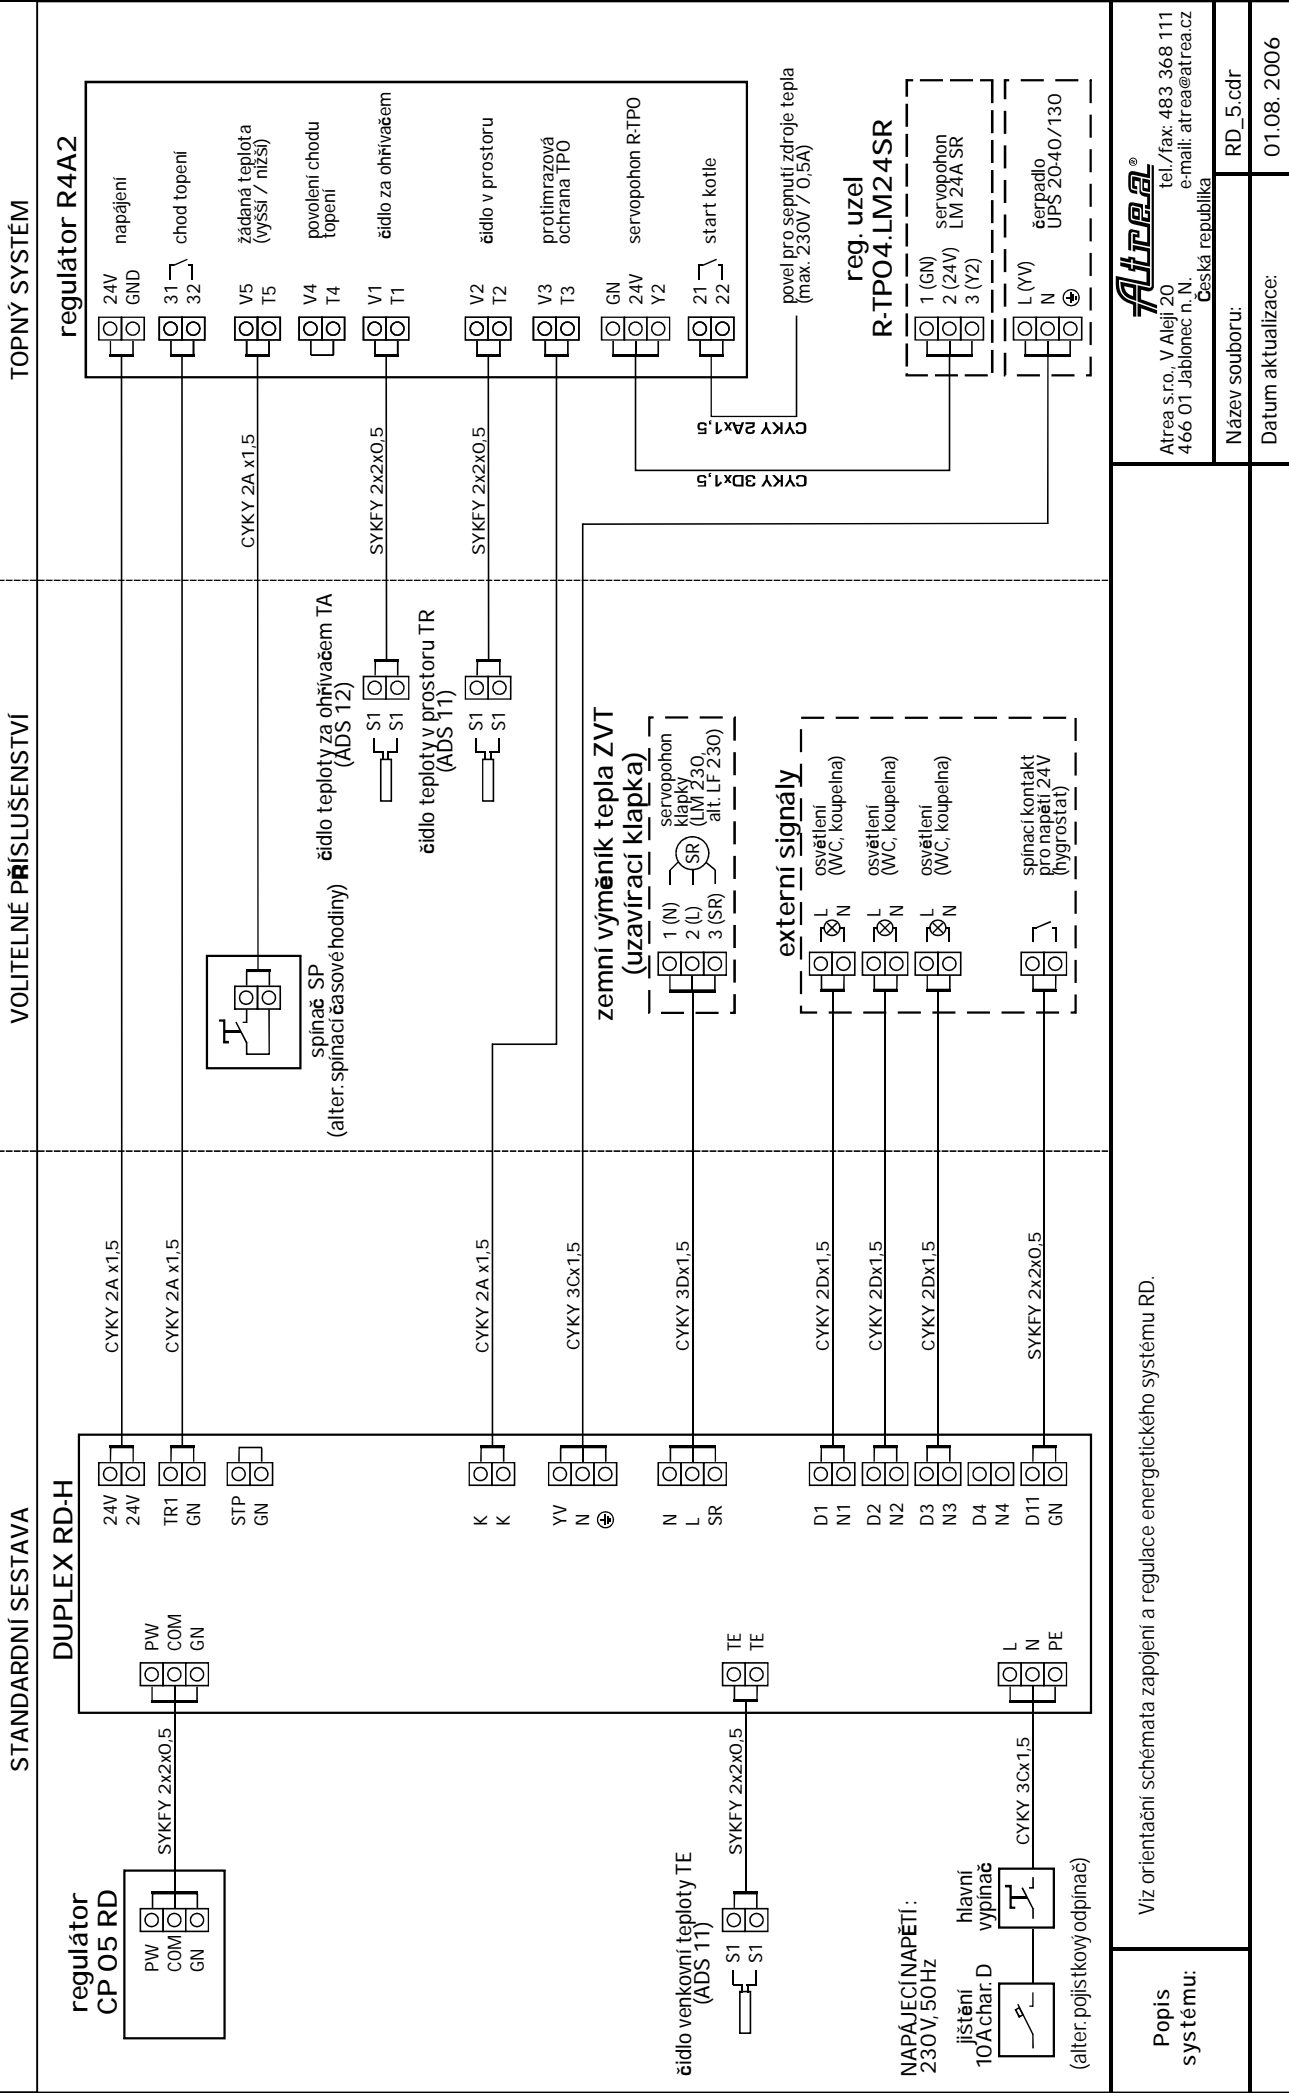 STANDARDNÍ SESTAVA
VOLITELNÉ PŘÍSLUŠENSTVÍ
TOPNÝ SYSTÉM
regulátor
CP 05 RD
PW
COM
GN
SYKFY 2x2x0,5
čidlo venkovní teploty TE
(ADS 11)
S1
S1
SYKFY 2x2x0,5
NAPÁJECÍ NAPĚTÍ:
230 V, 50 Hz
jištění
10 A char. D
hlavní
vypínač
(alter. pojistkový odpínač)
CYKY 3Cx1,5
DUPLEX RD-H
PW
COM
GN
TE
TE
L
N
PE
24V
24V
TR1
GN
STP
GN
K
K
YV
N
N
L
SR
D1
N1
D2
N2
D3
N3
D4
N4
D11
GN
CYKY 2A x1,5
CYKY 2A x1,5
CYKY 2A x1,5
CYKY 3Cx1,5
CYKY 3Dx1,5
CYKY 2Dx1,5
CYKY 2Dx1,5
CYKY 2Dx1,5
SYKFY 2x2x0,5
spínač SP
(alter. spínací časové hodiny)
čidlo teploty za ohřívačem TA
(ADS 12)
S1
S1
čidlo teploty v prostoru TR
(ADS 11)
S1
S1
zemní výměník tepla ZVT
(uzavírací klapka)
1 (N)
2 (L)
3 (SR)
SR
servopohon
klapky
(LM 230,
alt. LF 230)
externí signály
L
N
osvětlení
(WC, koupelna)
L
N
osvětlení
(WC, koupelna)
L
N
osvětlení
(WC, koupelna)
spínací kontakt
pro napětí 24V
(hygrostat)
CYKY 2A x1,5
SYKFY 2x2x0,5
SYKFY 2x2x0,5
CYKY 3Dx1,5
CYKY 2Ax1,5
regulátor R4A2
24V
GND
napájení
31
32
chod topení
V5
T5
žádaná teplota
(vyšší / nižší)
V4
T4
povolení chodu
topení
V1
T1
čidlo za ohřívačem
V2
T2
čidlo v prostoru
V3
T3
protimrazová
ochrana TPO
GN
24V
Y2
servopohon R-TPO
21
22
start kotle
povel pro sepnutí zdroje tepla
(max. 230V / 0,5A)
reg. uzel
R-TPO4.LM24SR
1 (GN)
2 (24V)
3 (Y2)
servopohon
LM 24A SR
L (YV)
N
čerpadlo
UPS 20-40/130
Popis
systému:
Viz orientační schémata zapojení a regulace energetického systému RD.
Atrea®
Atrea s.r.o., V Aleji 20
466 01 Jablonec n. N.
Česká republika
tel./fax: 483 368 111
e-mail: atrea@atrea.cz
Název souboru:
RD_5.cdr
Datum aktualizace:
01.08. 2006